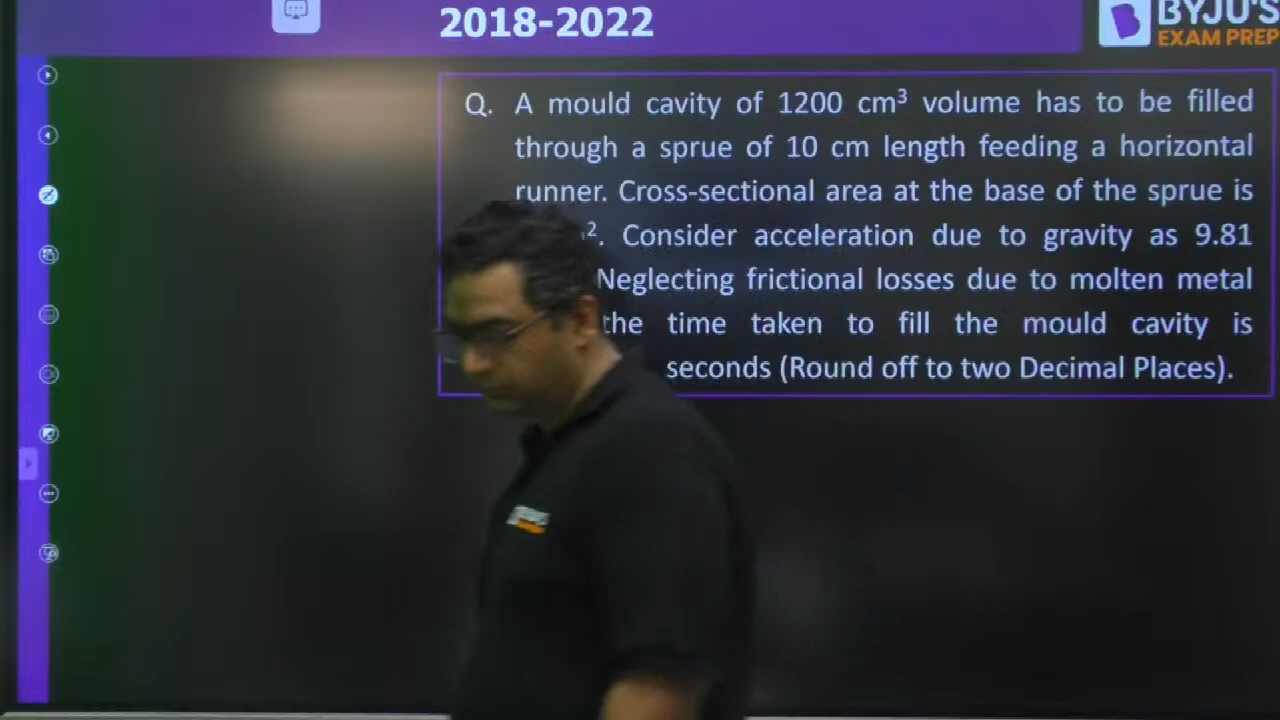 2018-2022
BYJU'S
EXAM PREP
Q. A mould cavity of 1200 cm³ volume has to be filled
through a sprue of 10 cm length feeding a horizontal
runner. Cross-sectional area at the base of the sprue is
². Consider acceleration due to gravity as 9.81
Neglecting frictional losses due to molten metal
the time taken to fill the mould cavity is
seconds (Round off to two Decimal Places).